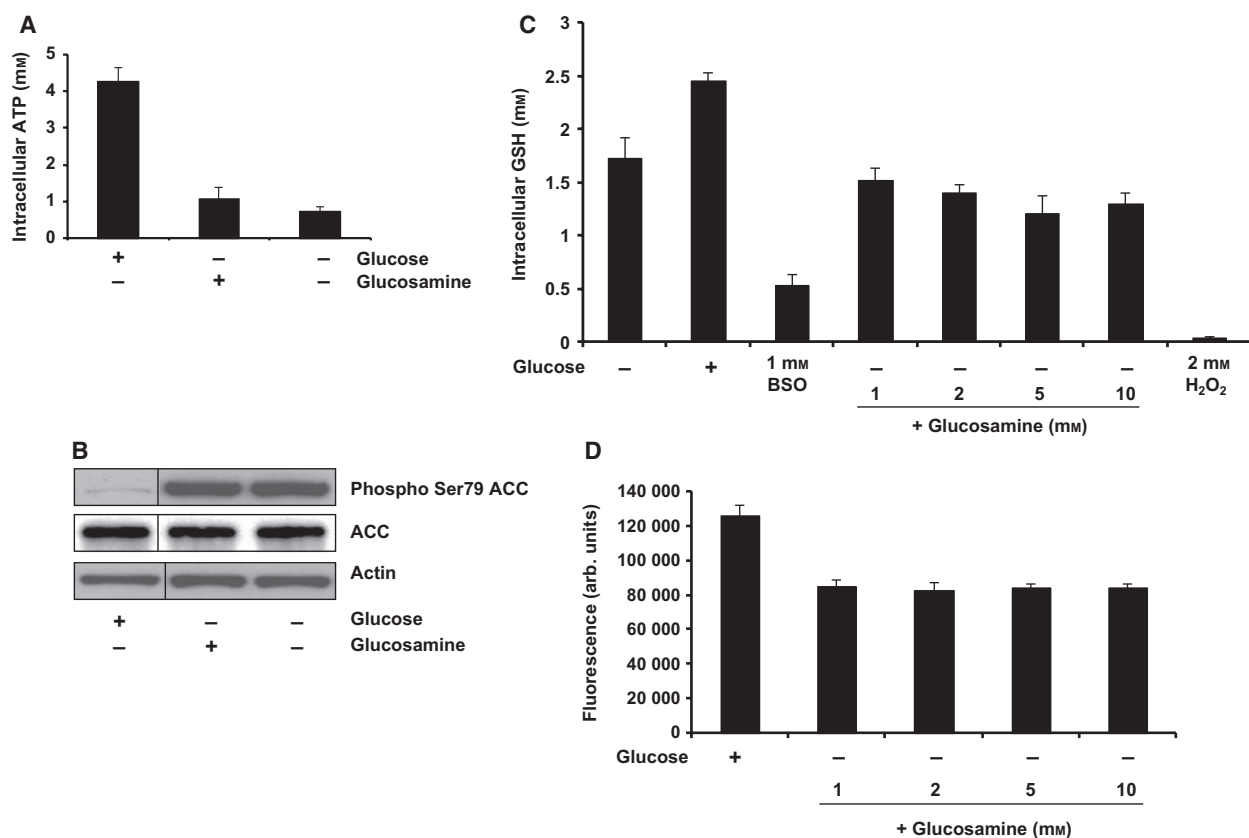 A
Intracellular ATP (mM)
5
4
3
2
1
0
+ – – Glucose
– + – Glucosamine
B
Phospho Ser79 ACC
ACC
Actin
+ – – Glucose
– + – Glucosamine
C
Intracellular GSH (mM)
3
2.5
2
1.5
1
0.5
0
Glucose – + 1 mM BSO – – – – 2 mM H₂O₂
1 2 5 10
+ Glucosamine (mM)
D
Fluorescence (arb. units)
140 000
120 000
100 000
80 000
60 000
40 000
20 000
0
Glucose + – – – –
1 2 5 10
+ Glucosamine (mM)